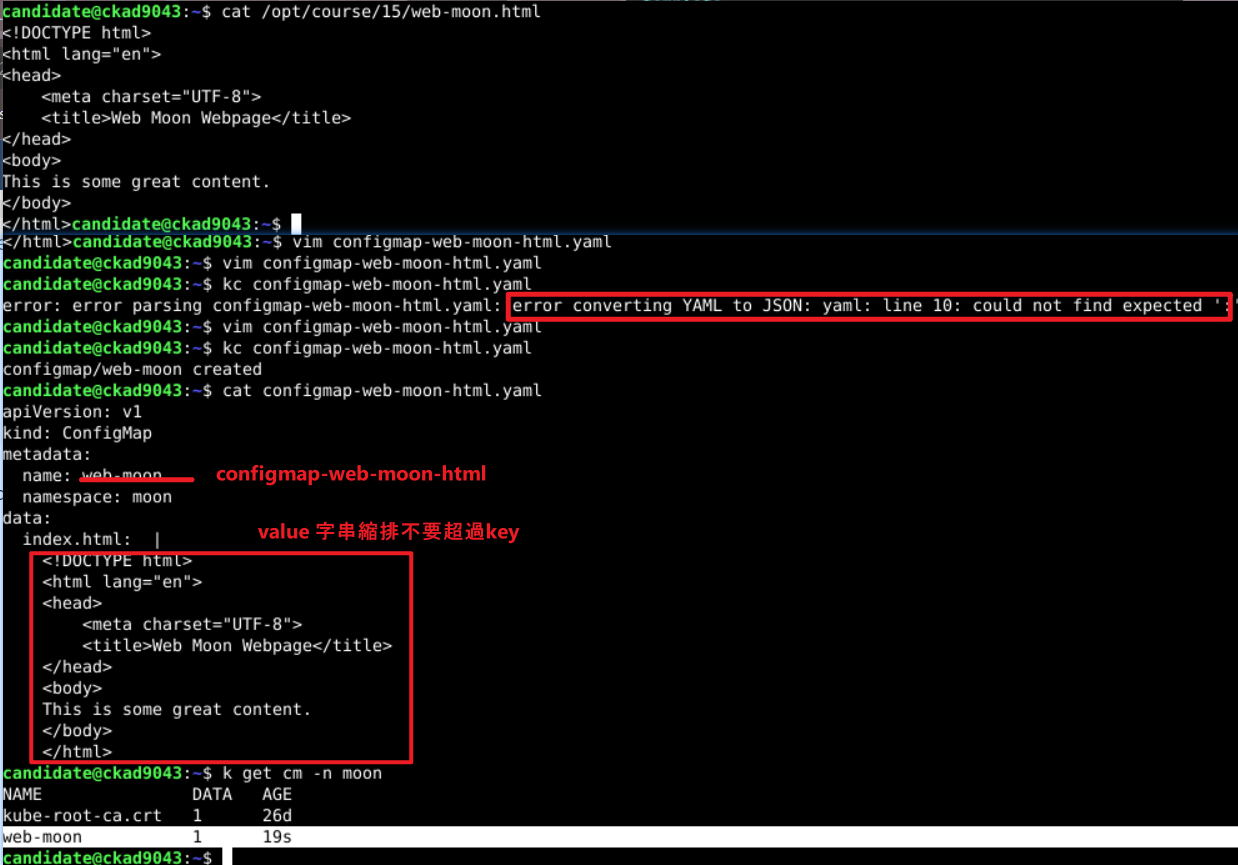 candidate@ckad9043:~$ cat /opt/course/15/web-moon.html
<!DOCTYPE html>
<html lang="en">
<head>
    <meta charset="UTF-8">
    <title>Web Moon Webpage</title>
</head>
<body>
This is some great content.
</body>
</html>candidate@ckad9043:~$
</html>candidate@ckad9043:~$ vim configmap-web-moon-html.yaml
candidate@ckad9043:~$ vim configmap-web-moon-html.yaml
candidate@ckad9043:~$ kc configmap-web-moon-html.yaml
error: error parsing configmap-web-moon-html.yaml: error converting YAML to JSON: yaml: line 10: could not find expected ':'
candidate@ckad9043:~$ vim configmap-web-moon-html.yaml
candidate@ckad9043:~$ kc configmap-web-moon-html.yaml
configmap/web-moon created
candidate@ckad9043:~$ cat configmap-web-moon-html.yaml
apiVersion: v1
kind: ConfigMap
metadata:
  name: web-moon configmap-web-moon-html
  namespace: moon
data:
value 字串縮排不要超過key
  index.html:  |
    <!DOCTYPE html>
    <html lang="en">
    <head>
        <meta charset="UTF-8">
        <title>Web Moon Webpage</title>
    </head>
    <body>
    This is some great content.
    </body>
    </html>
candidate@ckad9043:~$ k get cm -n moon
NAME               DATA   AGE
kube-root-ca.crt   1      26d
web-moon           1      19s
candidate@ckad9043:~$